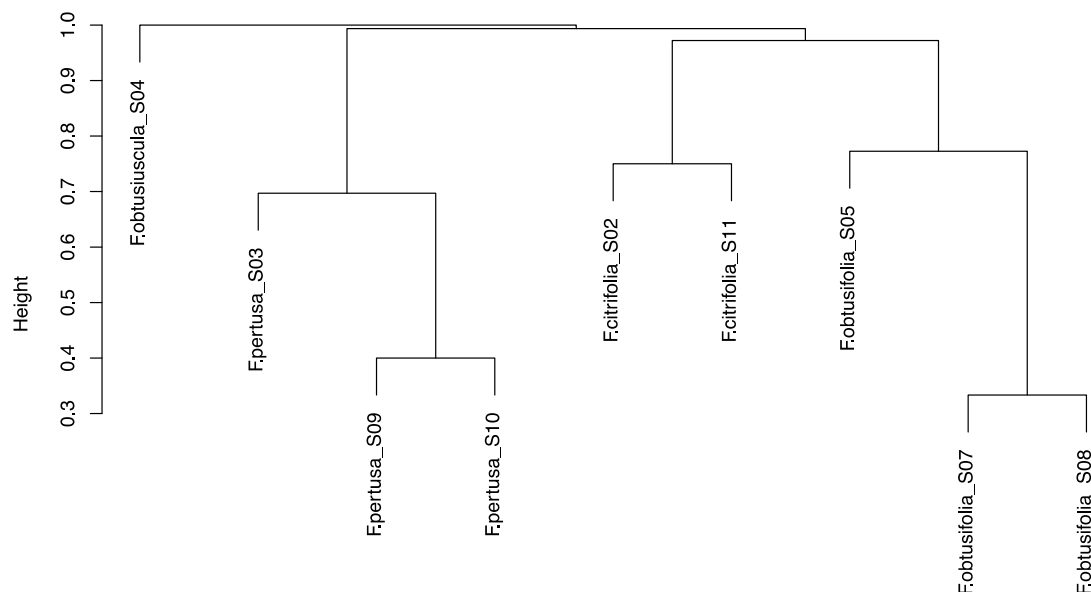 Height
1.0
0.9
0.8
0.7
0.6
0.5
0.4
0.3
F.obtusiuscula_S04
F.pertusa_S03
F.pertusa_S09
F.pertusa_S10
F.citrifolia_S02
F.citrifolia_S11
F.obtusifolia_S05
F.obtusifolia_S07
F.obtusifolia_S08